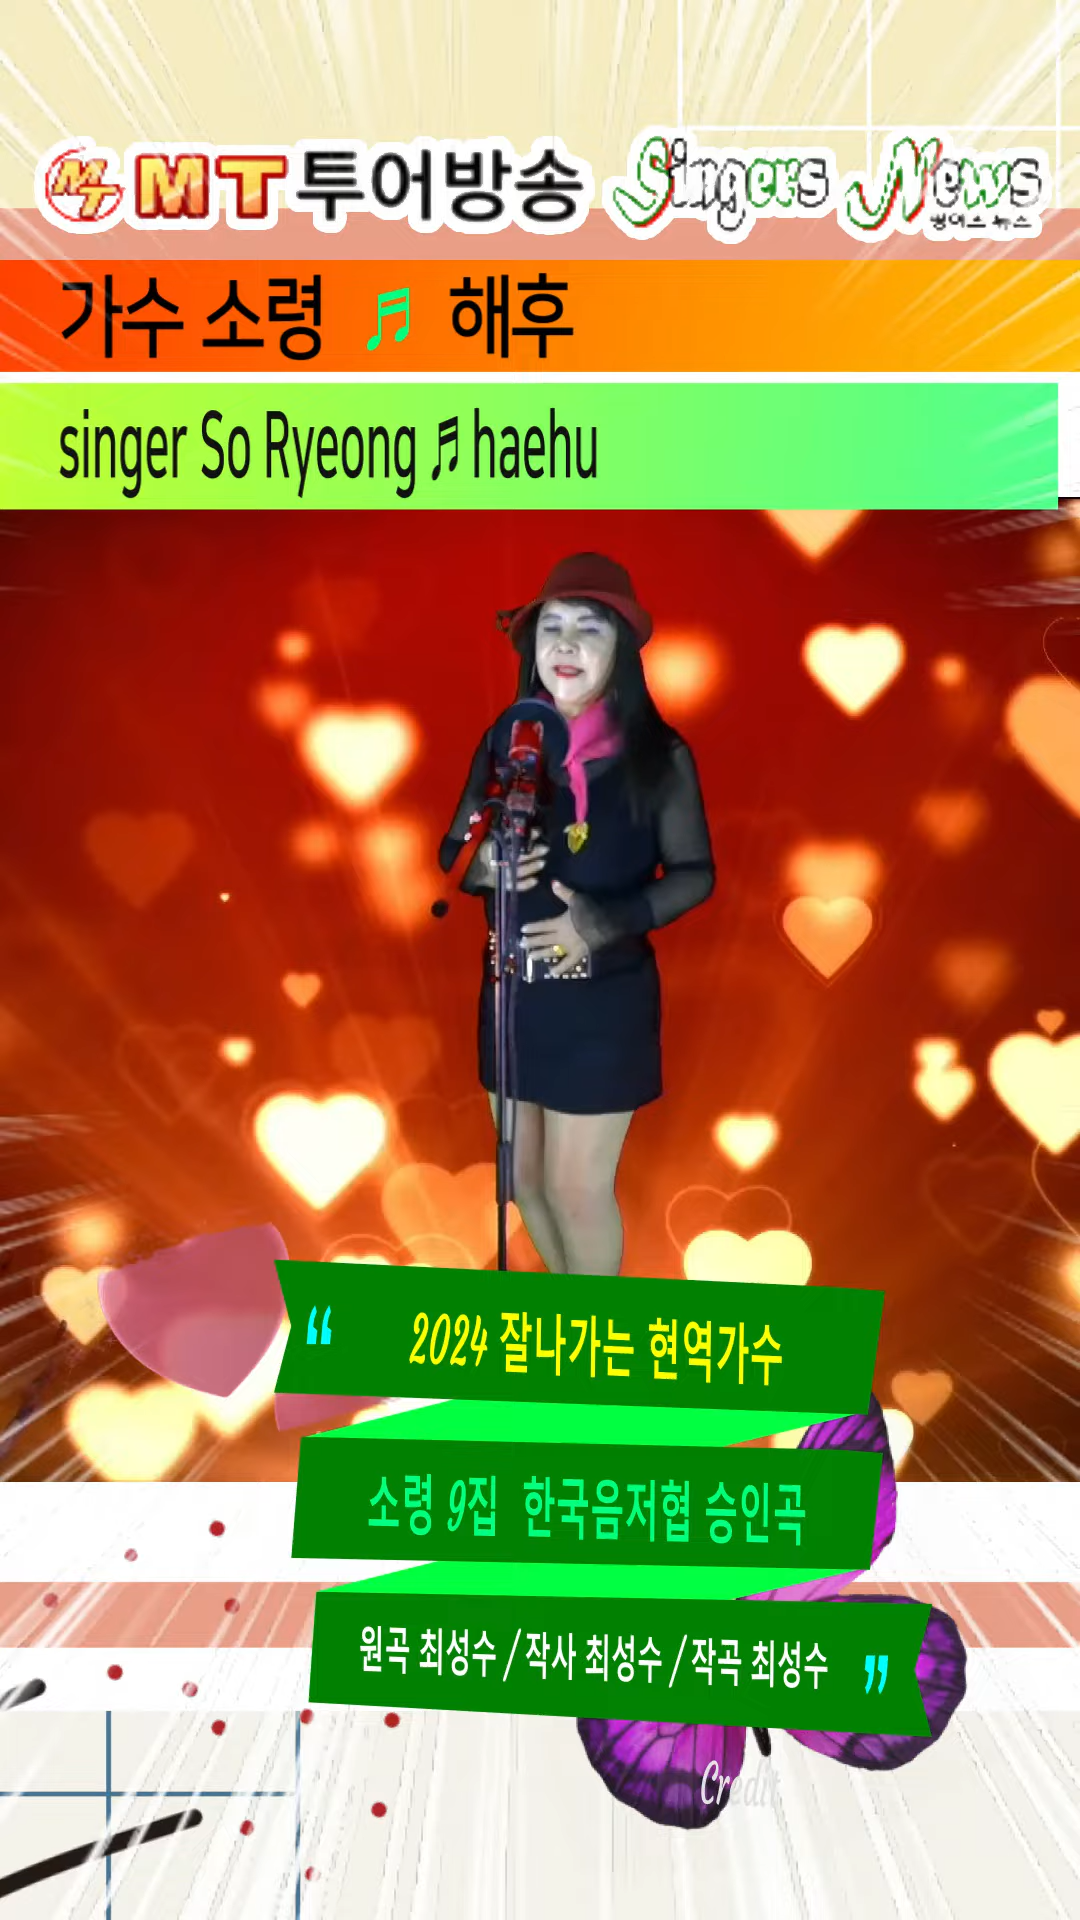 MT MT투어방송 Singers News
싱어스 뉴스
가수 소령 ♬ 해후
singer So Ryeong ♬ haehu
“ 2024 잘나가는 현역가수
소령 9집 한국음저협 승인곡
원곡 최성수 / 작사 최성수 / 작곡 최성수 ”
Credit